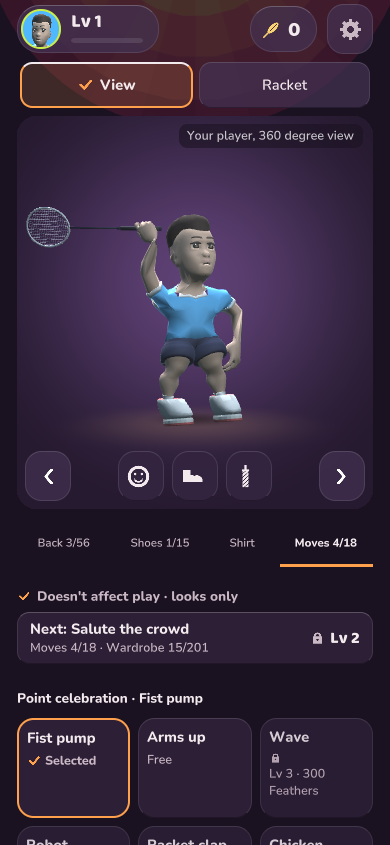 Lv 1
0
View
Racket
Your player, 360 degree view
Back 3/56
Shoes 1/15
Shirt
Moves 4/18
Doesn't affect play · looks only
Next: Salute the crowd
Moves 4/18 · Wardrobe 15/201
Lv 2
Point celebration · Fist pump
Fist pump
Selected
Arms up
Free
Wave
Lv 3 · 300
Feathers
Robot
Racket clap
Chicken